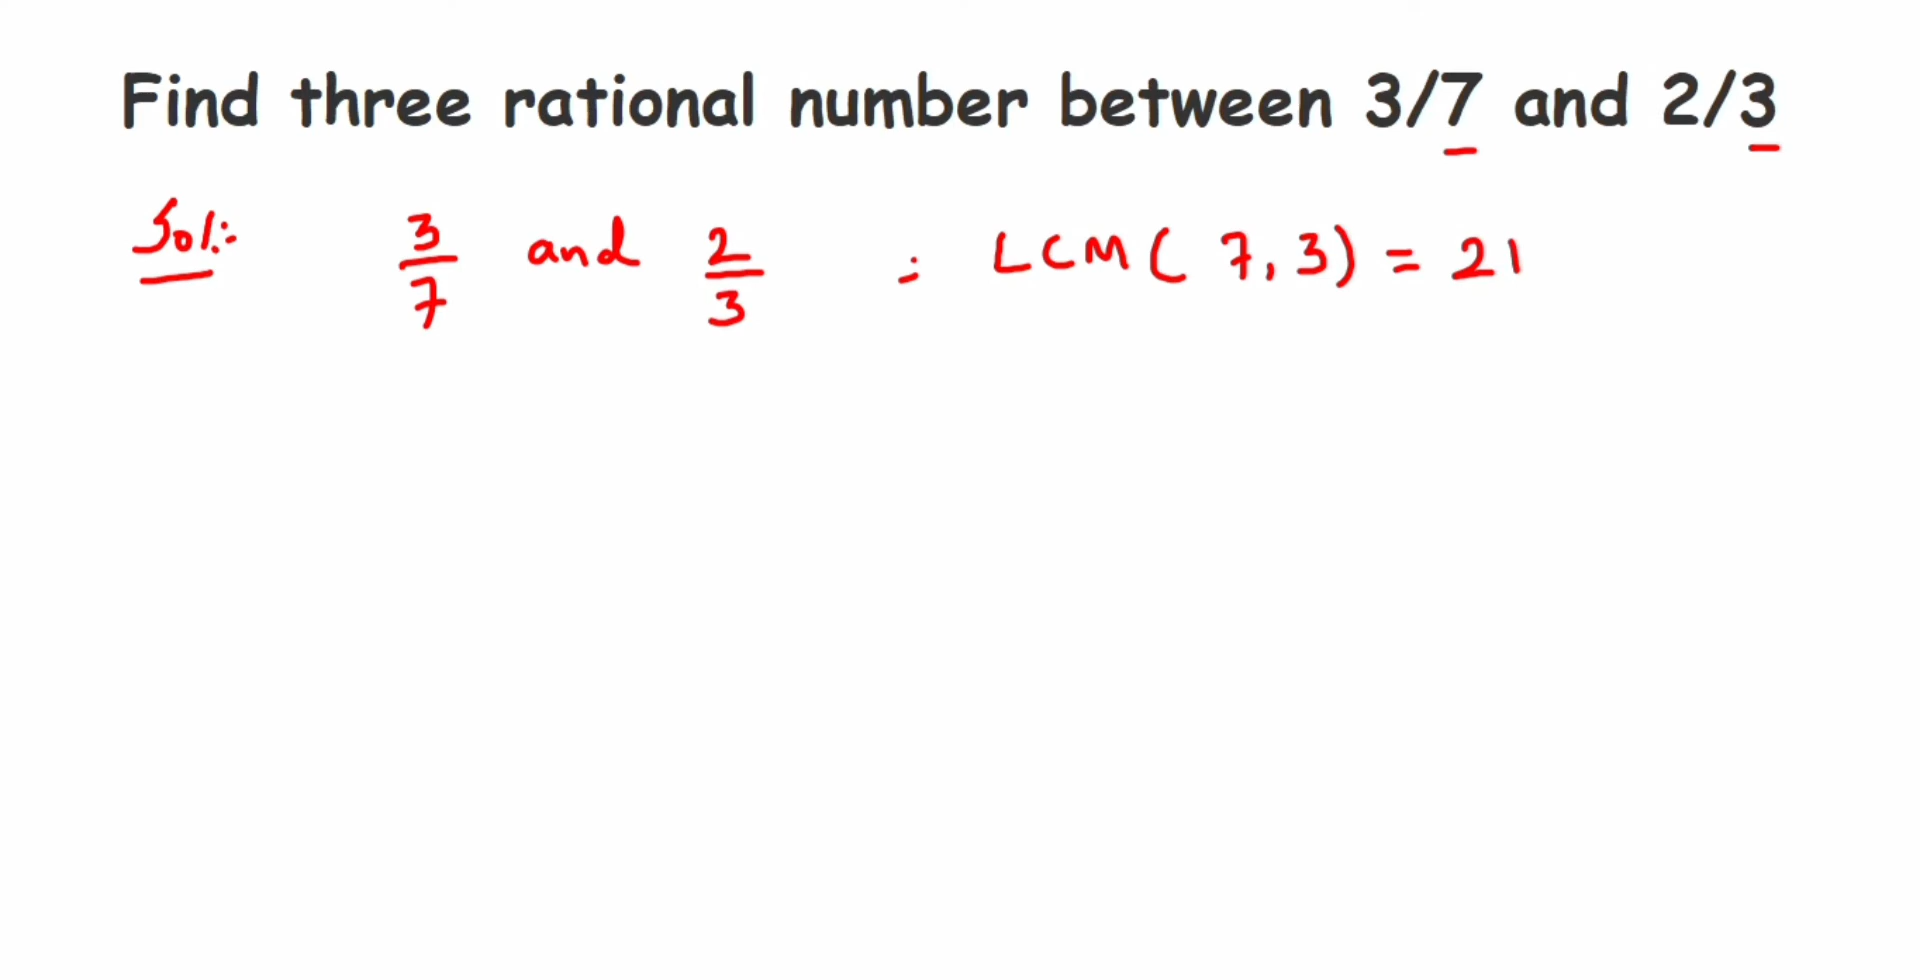 Find three rational number between 3/7 and 2/3
Sol:- 3/7 and 2/3 ; LCM ( 7, 3) = 21